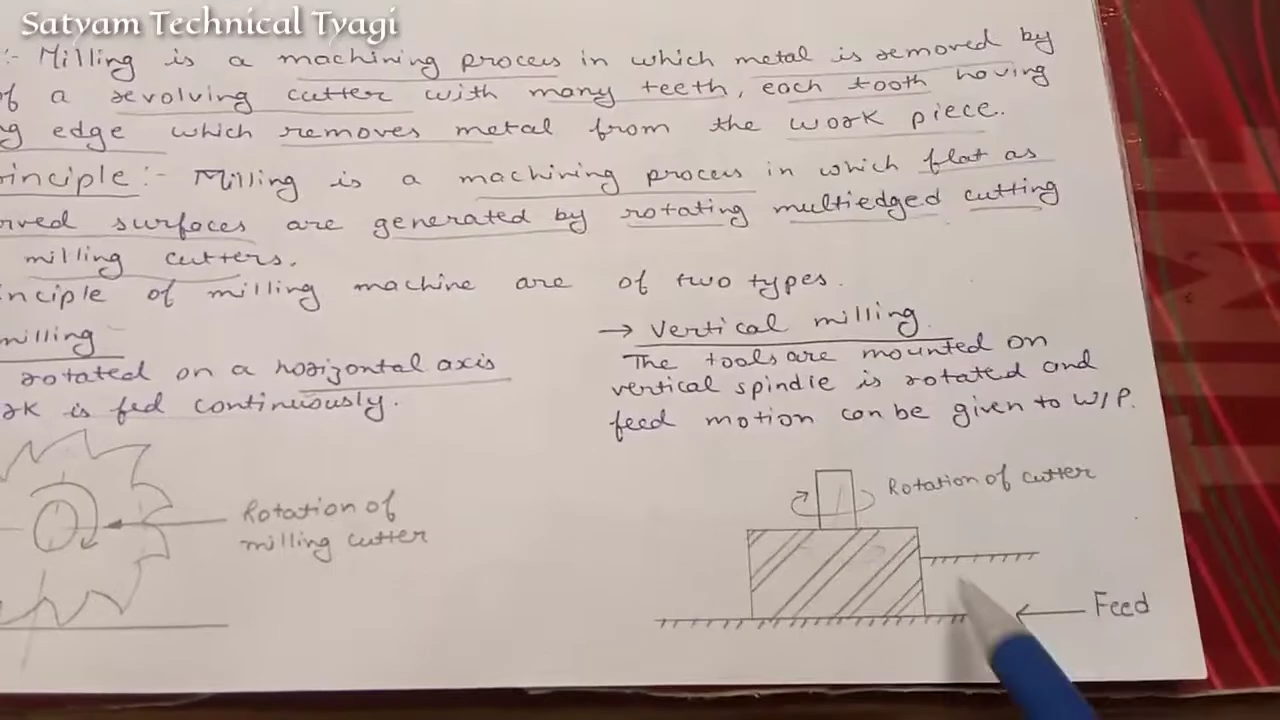 Satyam Technical Tyagi
:- Milling is a machining process in which metal is removed by
of a revolving cutter with many teeth, each tooth having
g edge which removes metal from the work piece.
inciple :- Milling is a machining process in which flat as
rved surfaces are generated by rotating multiedged cutting
milling cutters.
nciple of milling machine are of two types.
milling
rotated on a horizontal axis
rk is fed continuously.
→ Vertical milling
The tools are mounted on
vertical spindle is rotated and
feed motion can be given to W/P.
Rotation of
milling cutter
Rotation of cutter
Feed